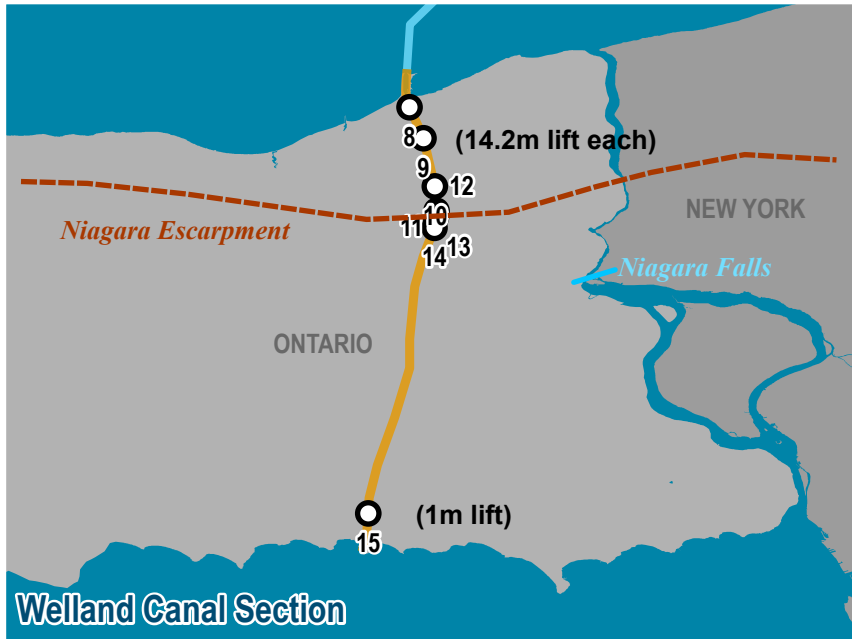 8
(14.2m lift each)
9
12
10
Niagara Escarpment
11
13
14
NEW YORK
Niagara Falls
ONTARIO
(1m lift)
15
Welland Canal Section